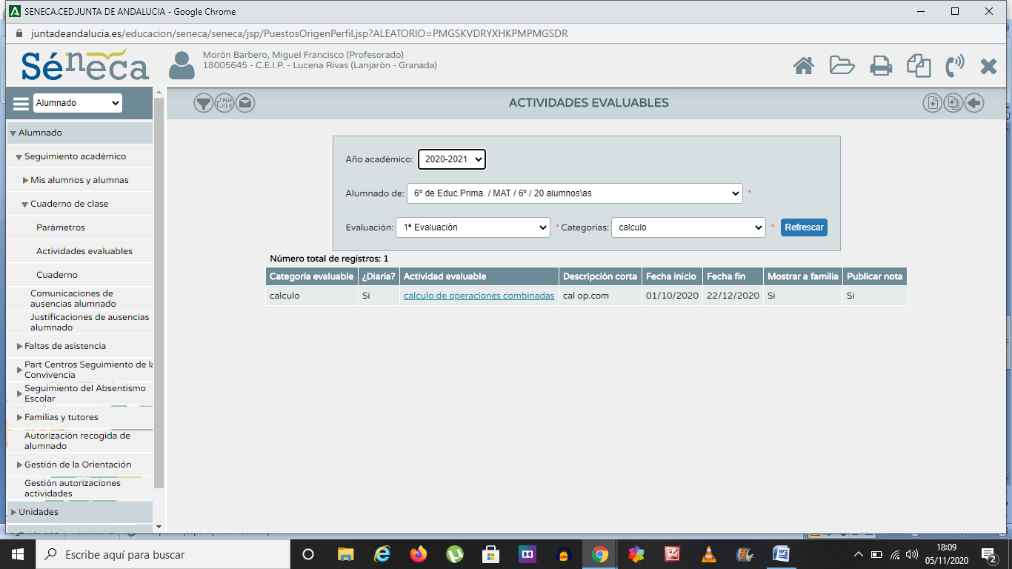 SENECA.CED.JUNTA DE ANDALUCIA - Google Chrome
juntadeandalucia.es/educacion/seneca/seneca/jsp/PuestosOrigenPerfil.jsp?ALEATORIO=PMGSKVDRYXHKPMPMGSDR
Séneca
Morón Barbero, Miguel Francisco (Profesorado)
18005645 - C.E.I.P. - Lucena Rivas (Lanjarón - Granada)
Alumnado
ACTIVIDADES EVALUABLES
Alumnado
Seguimiento académico
Mis alumnos y alumnas
Cuaderno de clase
Parámetros
Actividades evaluables
Cuaderno
Comunicaciones de
ausencias alumnado
Justificaciones de ausencias
alumnado
Faltas de asistencia
Part Centros Seguimiento de la
Convivencia
Seguimiento del Absentismo
Escolar
Familias y tutores
Autorización recogida de
alumnado
Gestión de la Orientación
Gestión autorizaciones
actividades
Unidades
Año académico: 2020-2021
Alumnado de: 6º de Educ.Prima. / MAT / 6º / 20 alumnos\as *
Evaluación: 1ª Evaluación * Categorias: calculo * Refrescar
Número total de registros: 1
Categoría evaluable ¿Diaria? Actividad evaluable Descripción corta Fecha inicio Fecha fin Mostrar a familia Publicar nota
calculo Si calculo de operaciones combinadas cal op.com 01/10/2020 22/12/2020 Si Si
Escribe aquí para buscar
18:09
05/11/2020
2